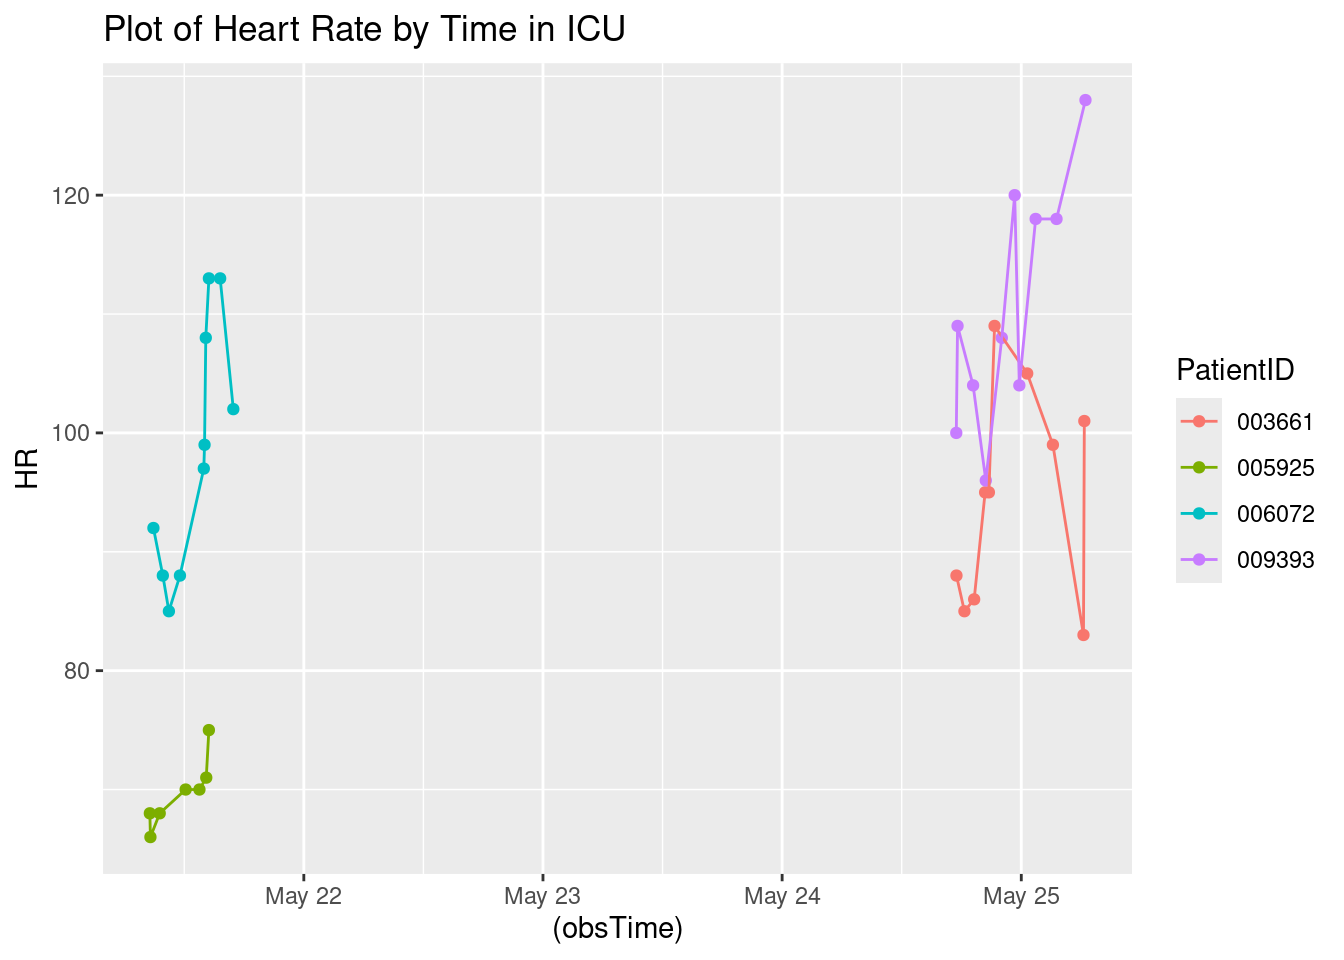 Plot of Heart Rate by Time in ICU
HR
120
100
80
May 22
May 23
May 24
May 25
(obsTime)
PatientID
003661
005925
006072
009393